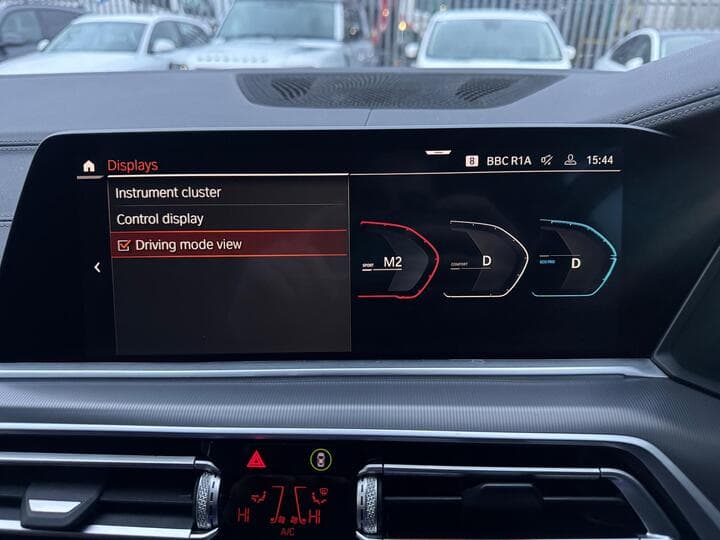 Displays
8 BBC R1A 15:44
Instrument cluster
Control display
Driving mode view
SPORT M2
COMFORT D
ECO PRO D
HI HI
A/C